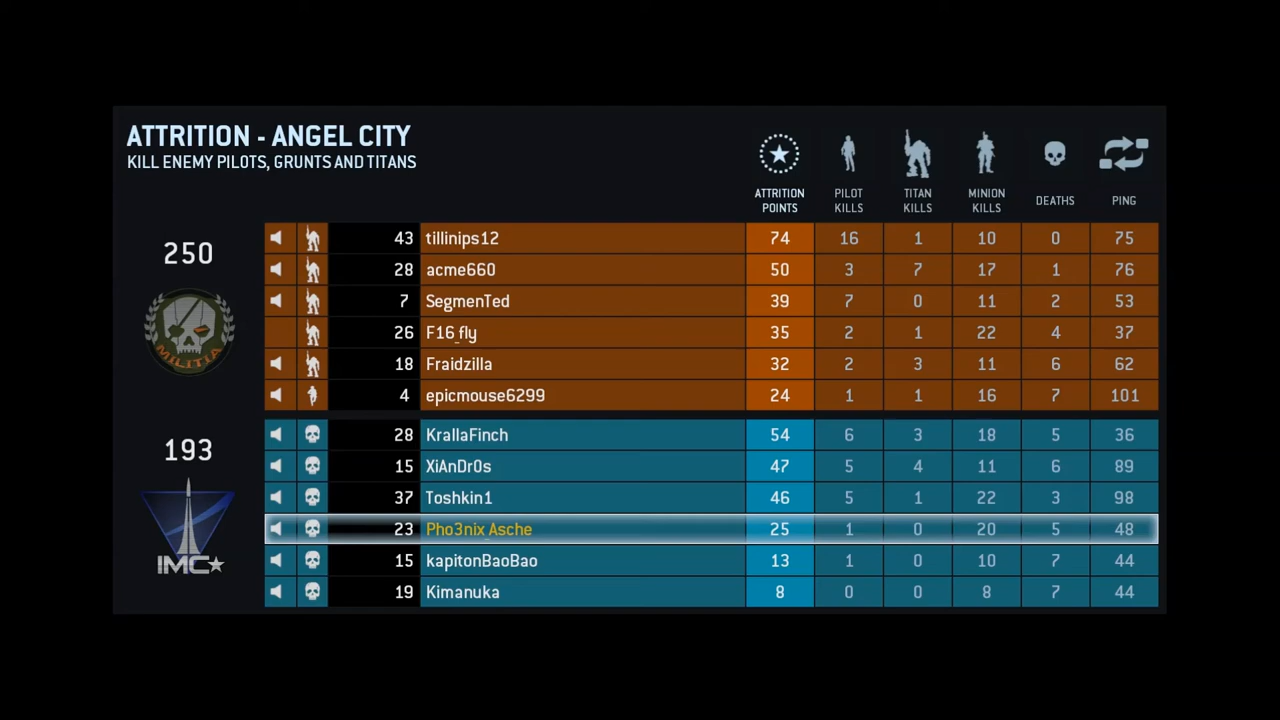 ATTRITION - ANGEL CITY
KILL ENEMY PILOTS, GRUNTS AND TITANS
ATTRITION POINTS PILOT KILLS TITAN KILLS MINION KILLS DEATHS PING
250
MILITIA
43 tillinips12 74 16 1 10 0 75
28 acme660 50 3 7 17 1 76
7 SegmenTed 39 7 0 11 2 53
26 F16_fly 35 2 1 22 4 37
18 Fraidzilla 32 2 3 11 6 62
4 epicmouse6299 24 1 1 16 7 101
193
IMC
28 KrallaFinch 54 6 3 18 5 36
15 XiAnDr0s 47 5 4 11 6 89
37 Toshkin1 46 5 1 22 3 98
23 Pho3nix_Asche 25 1 0 20 5 48
15 kapitonBaoBao 13 1 0 10 7 44
19 Kimanuka 8 0 0 8 7 44